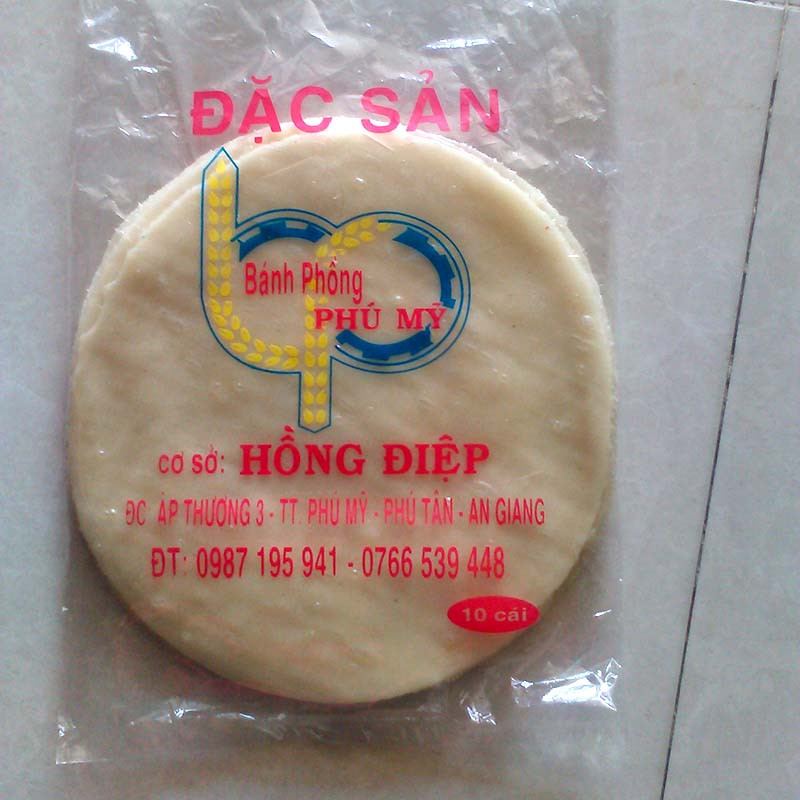 ĐẶC SẢN
Bánh Phồng
PHÚ MỸ
cơ sở: HỒNG ĐIỆP
ĐC ẤP THƯỢNG 3 - TT. PHÚ MỸ - PHÚ TÂN - AN GIANG
ĐT: 0987 195 941 - 0766 539 448
10 cái